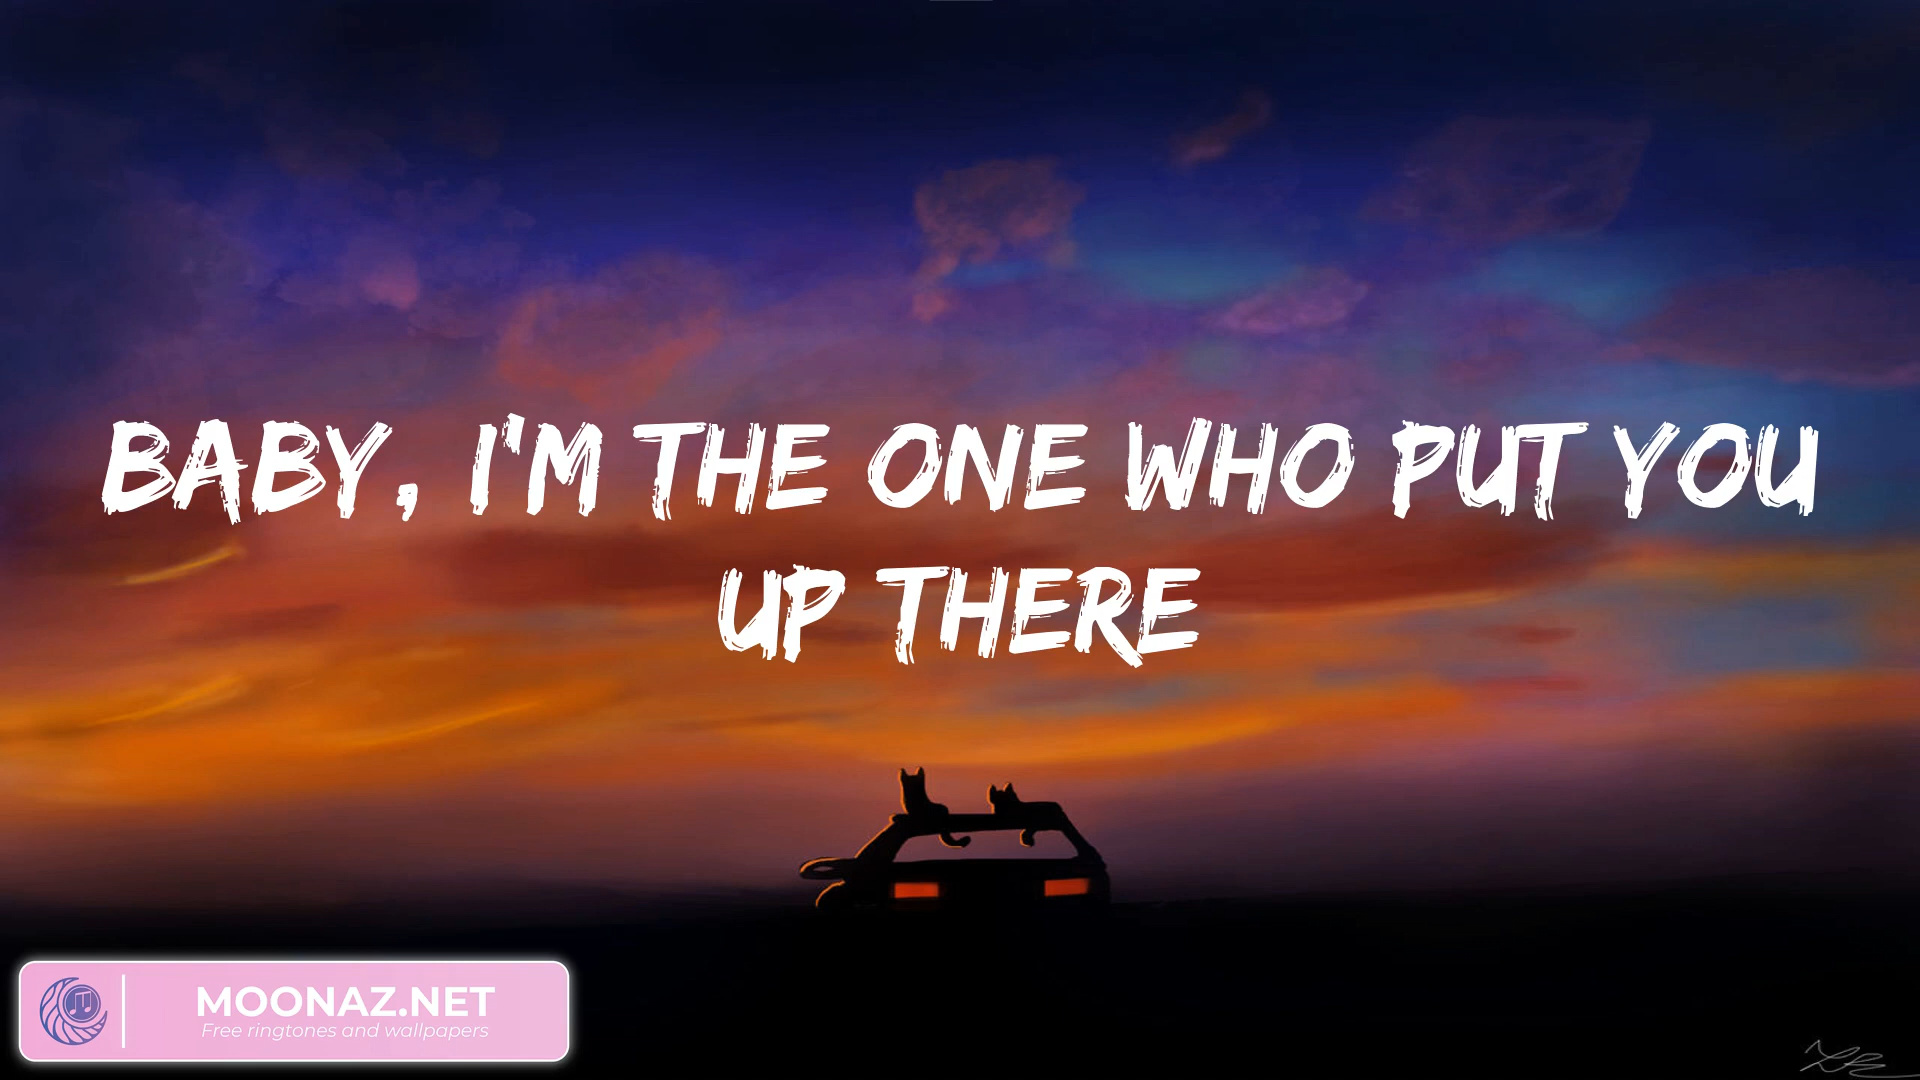 BABY, I'M THE ONE WHO PUT YOU
UP THERE
MOONAZ.NET
Free ringtones and wallpapers